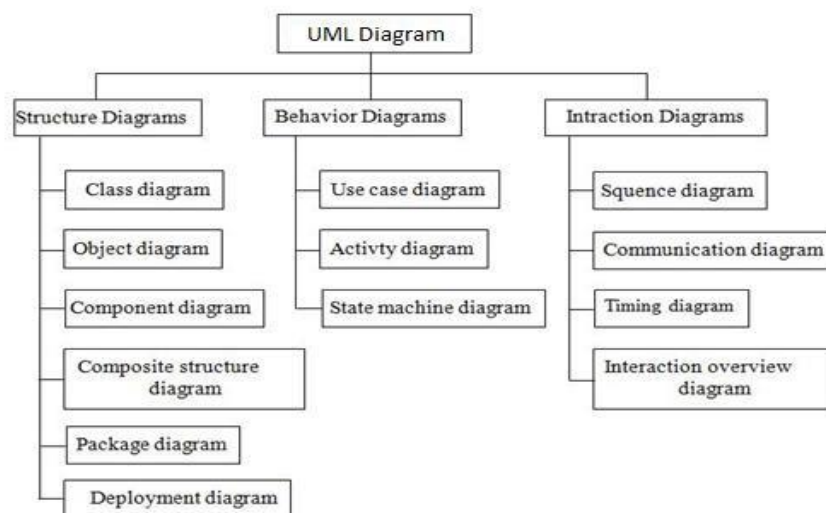 UML Diagram
Structure Diagrams
Class diagram
Object diagram
Component diagram
Composite structure
diagram
Package diagram
Deployment diagram
Behavior Diagrams
Use case diagram
Activty diagram
State machine diagram
Intraction Diagrams
Squence diagram
Communication diagram
Timing diagram
Interaction overview
diagram